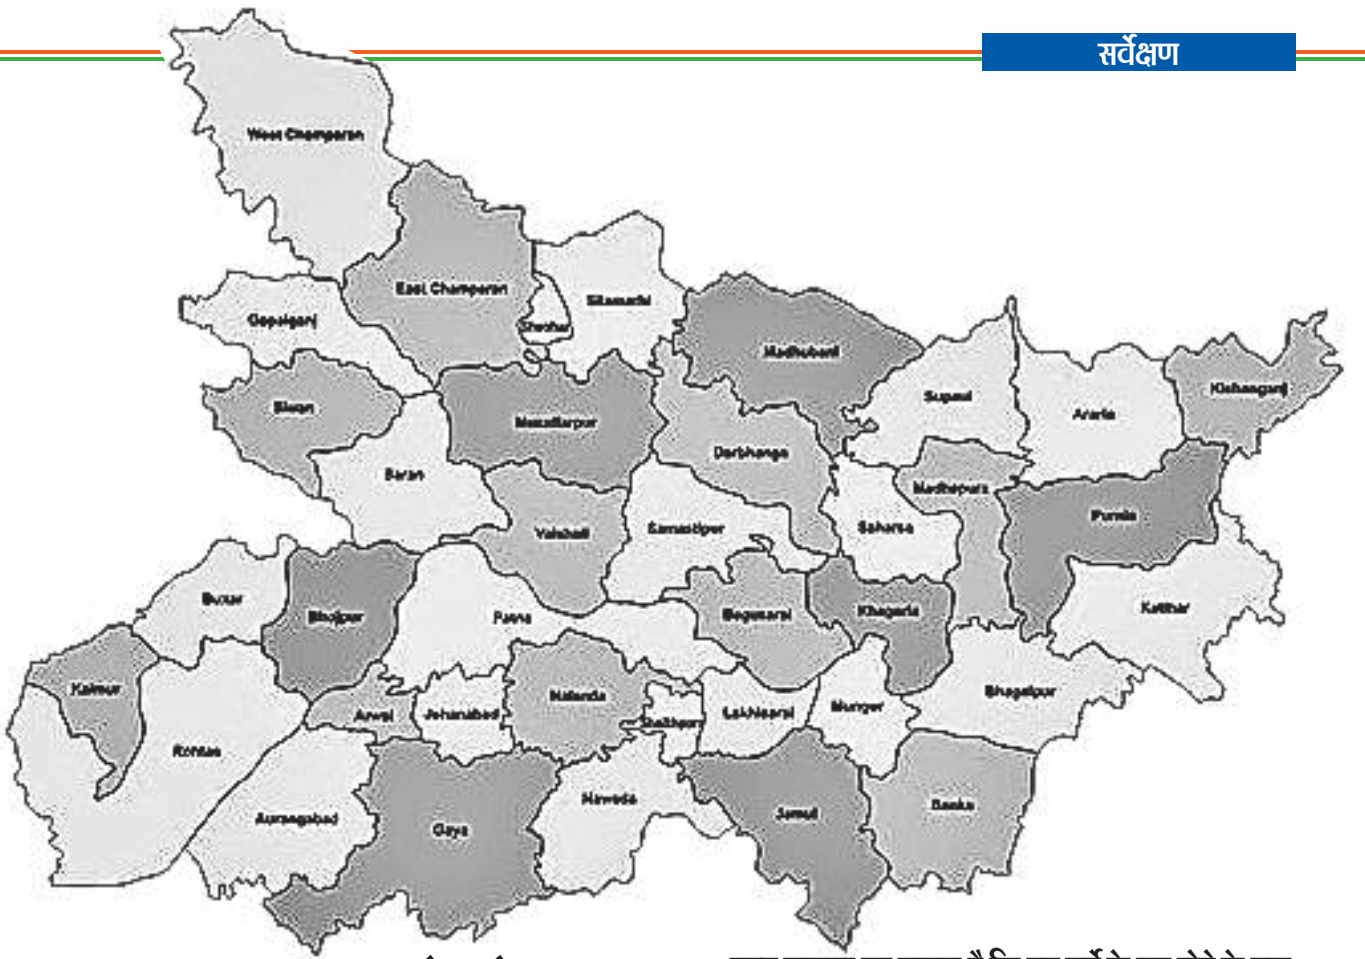 सर्वेक्षण
West Champaran
East Champaran
Sitamarhi
Sheohar
Gopalganj
Madhubani
Siwan
Muzaffarpur
Supaul
Araria
Kishanganj
Darbhanga
Saran
Madhepura
Vaishali
Samastipur
Saharsa
Purnia
Buxar
Bhojpur
Patna
Begusarai
Khagaria
Katihar
Kaimur
Arwal
Jehanabad
Nalanda
Sheikhpura
Lakhisarai
Munger
Bhagalpur
Rohtas
Aurangabad
Gaya
Nawada
Jamui
Banka